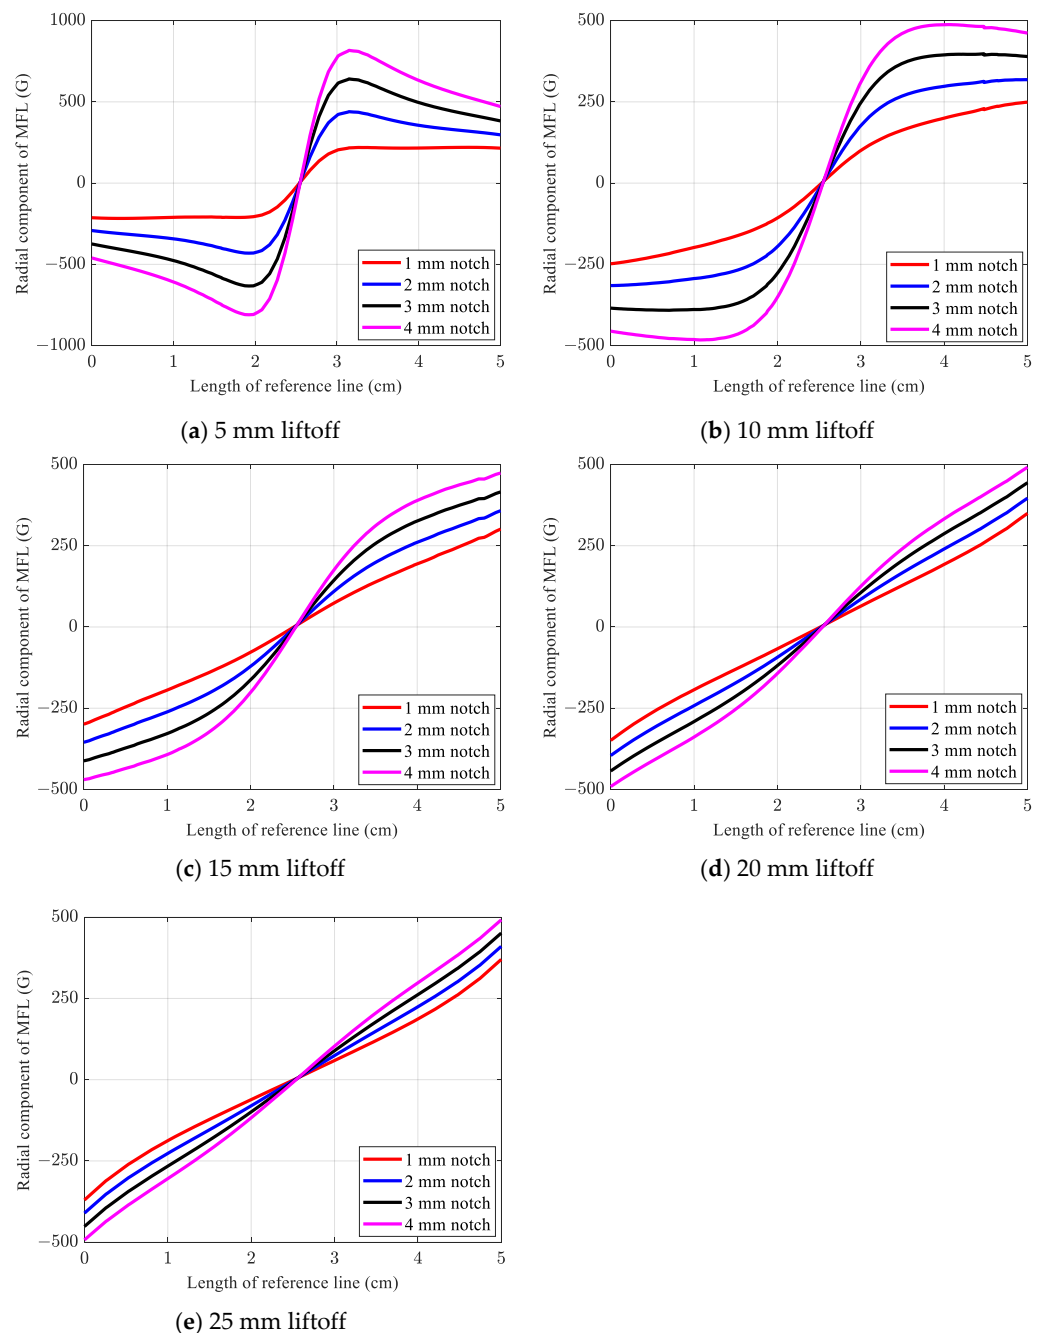 1000
500
0
−500
−1000
0 1 2 3 4 5
Radial component of MFL (G)
Length of reference line (cm)
1 mm notch
2 mm notch
3 mm notch
4 mm notch
(a) 5 mm liftoff
500
250
0
−250
−500
0 1 2 3 4 5
Radial component of MFL (G)
Length of reference line (cm)
1 mm notch
2 mm notch
3 mm notch
4 mm notch
(b) 10 mm liftoff
500
250
0
−250
−500
0 1 2 3 4 5
Radial component of MFL (G)
Length of reference line (cm)
1 mm notch
2 mm notch
3 mm notch
4 mm notch
(c) 15 mm liftoff
500
250
0
−250
−500
0 1 2 3 4 5
Radial component of MFL (G)
Length of reference line (cm)
1 mm notch
2 mm notch
3 mm notch
4 mm notch
(d) 20 mm liftoff
500
250
0
−250
−500
0 1 2 3 4 5
Radial component of MFL (G)
Length of reference line (cm)
1 mm notch
2 mm notch
3 mm notch
4 mm notch
(e) 25 mm liftoff